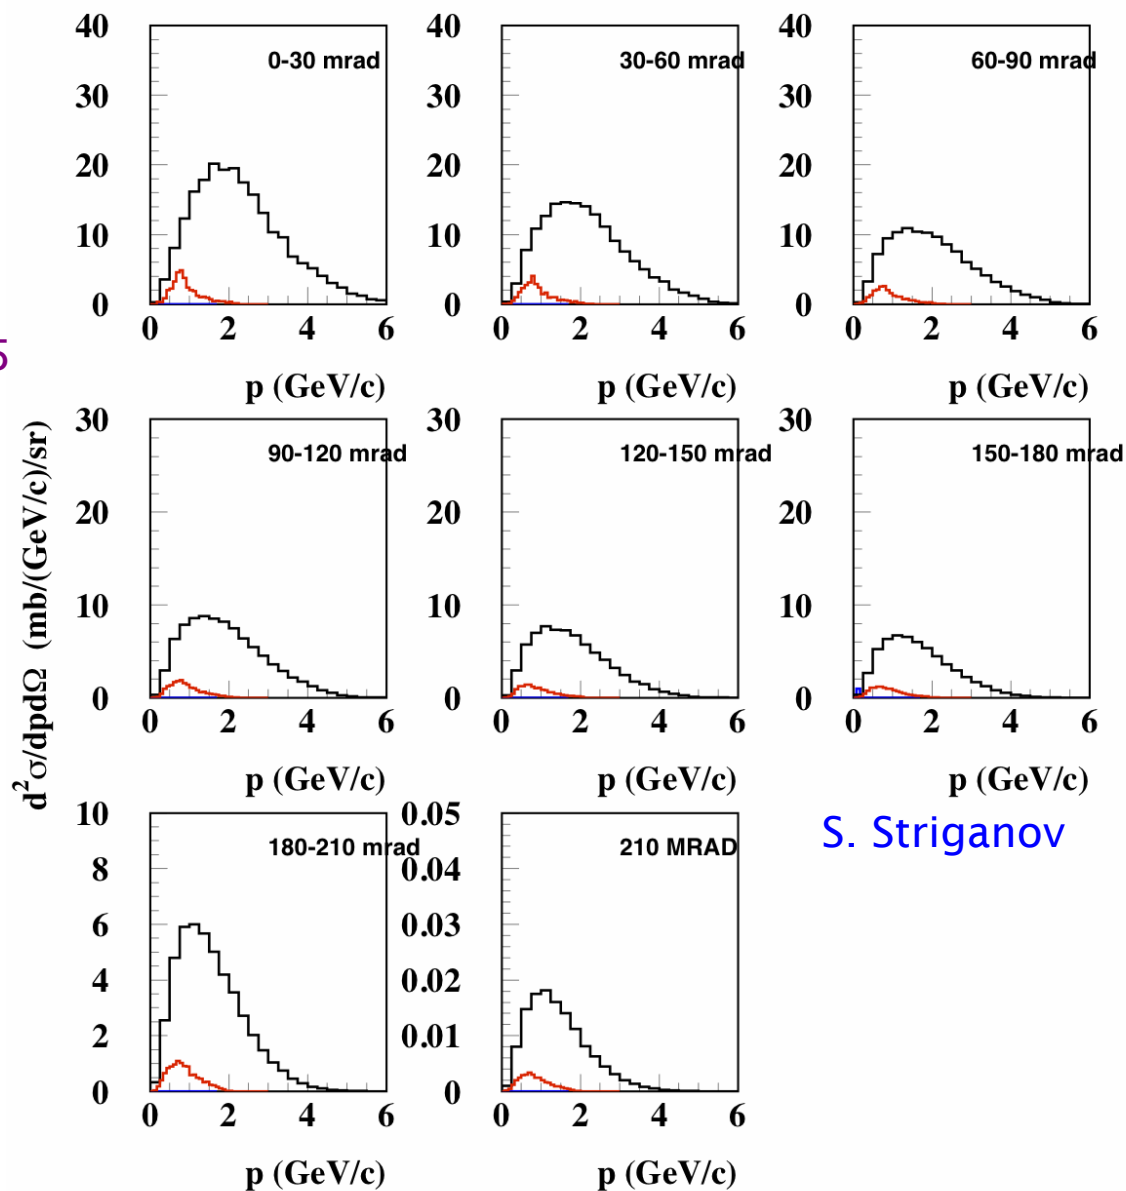 40
30
20
10
0
0 2 4 6
p (GeV/c)
0-30 mrad
40
30
20
10
0
0 2 4 6
p (GeV/c)
30-60 mrad
40
30
20
10
0
0 2 4 6
p (GeV/c)
60-90 mrad
5
d²σ/dpdΩ (mb/(GeV/c)/sr)
30
20
10
0
0 2 4 6
p (GeV/c)
90-120 mrad
30
20
10
0
0 2 4 6
p (GeV/c)
120-150 mrad
30
20
10
0
0 2 4 6
p (GeV/c)
150-180 mrad
10
8
6
4
2
0
0 2 4 6
p (GeV/c)
180-210 mrad
0.05
0.04
0.03
0.02
0.01
0
0 2 4 6
p (GeV/c)
210 MRAD
S. Striganov